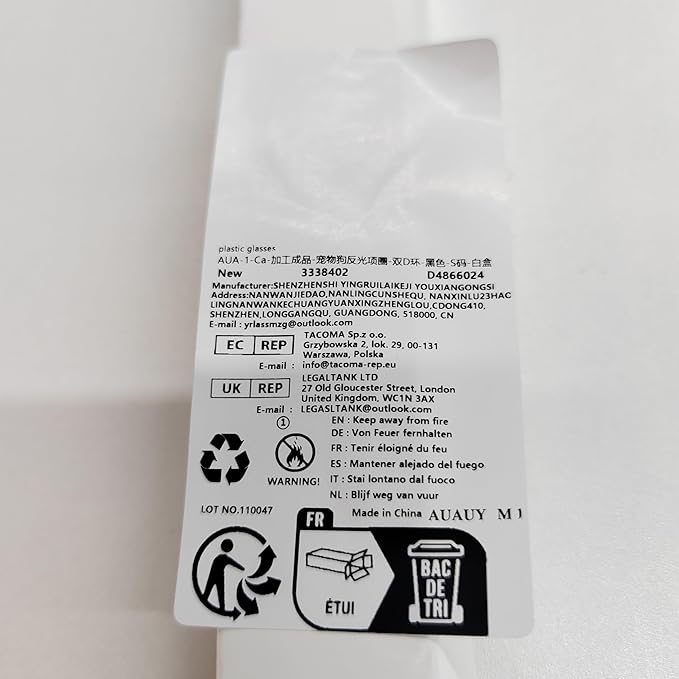 plastic glasses
AUA-1-Ca-加工成品-宠物狗反光项圈-双D环-黑色-S码-白盒
New 3338402 D4866024
Manufacturer:SHENZHENSHI YINGRUILAIKEJI YOUXIANGONGSI
Address:NANWANJIEDAO,NANLINGCUNSHEQU, NANXINLU23HAO
LINGNANWANKECHUANGYUANXINGZHENGLOU,CDONG410,
SHENZHEN,LONGGANGQU, GUANGDONG, 518000, CN
E-mail : yrlassmzg@outlook.com
EC REP
TACOMA Sp.z o.o.
Grzybowska 2, lok. 29, 00-131
Warszawa, Polska
E-mail : info@tacoma-rep.eu
UK REP
LEGALTANK LTD
27 Old Gloucester Street, London
United Kingdom, WC1N 3AX
E-mail : LEGASLTANK@outlook.com
①
WARNING!
EN : Keep away from fire
DE : Von Feuer fernhalten
FR : Tenir éloigné du feu
ES : Mantener alejado del fuego
IT : Stai lontano dal fuoco
NL : Blijf weg van vuur
LOT NO.110047
Made in China AUAUY M 1
FR
ÉTUI
BAC
DE
TRI